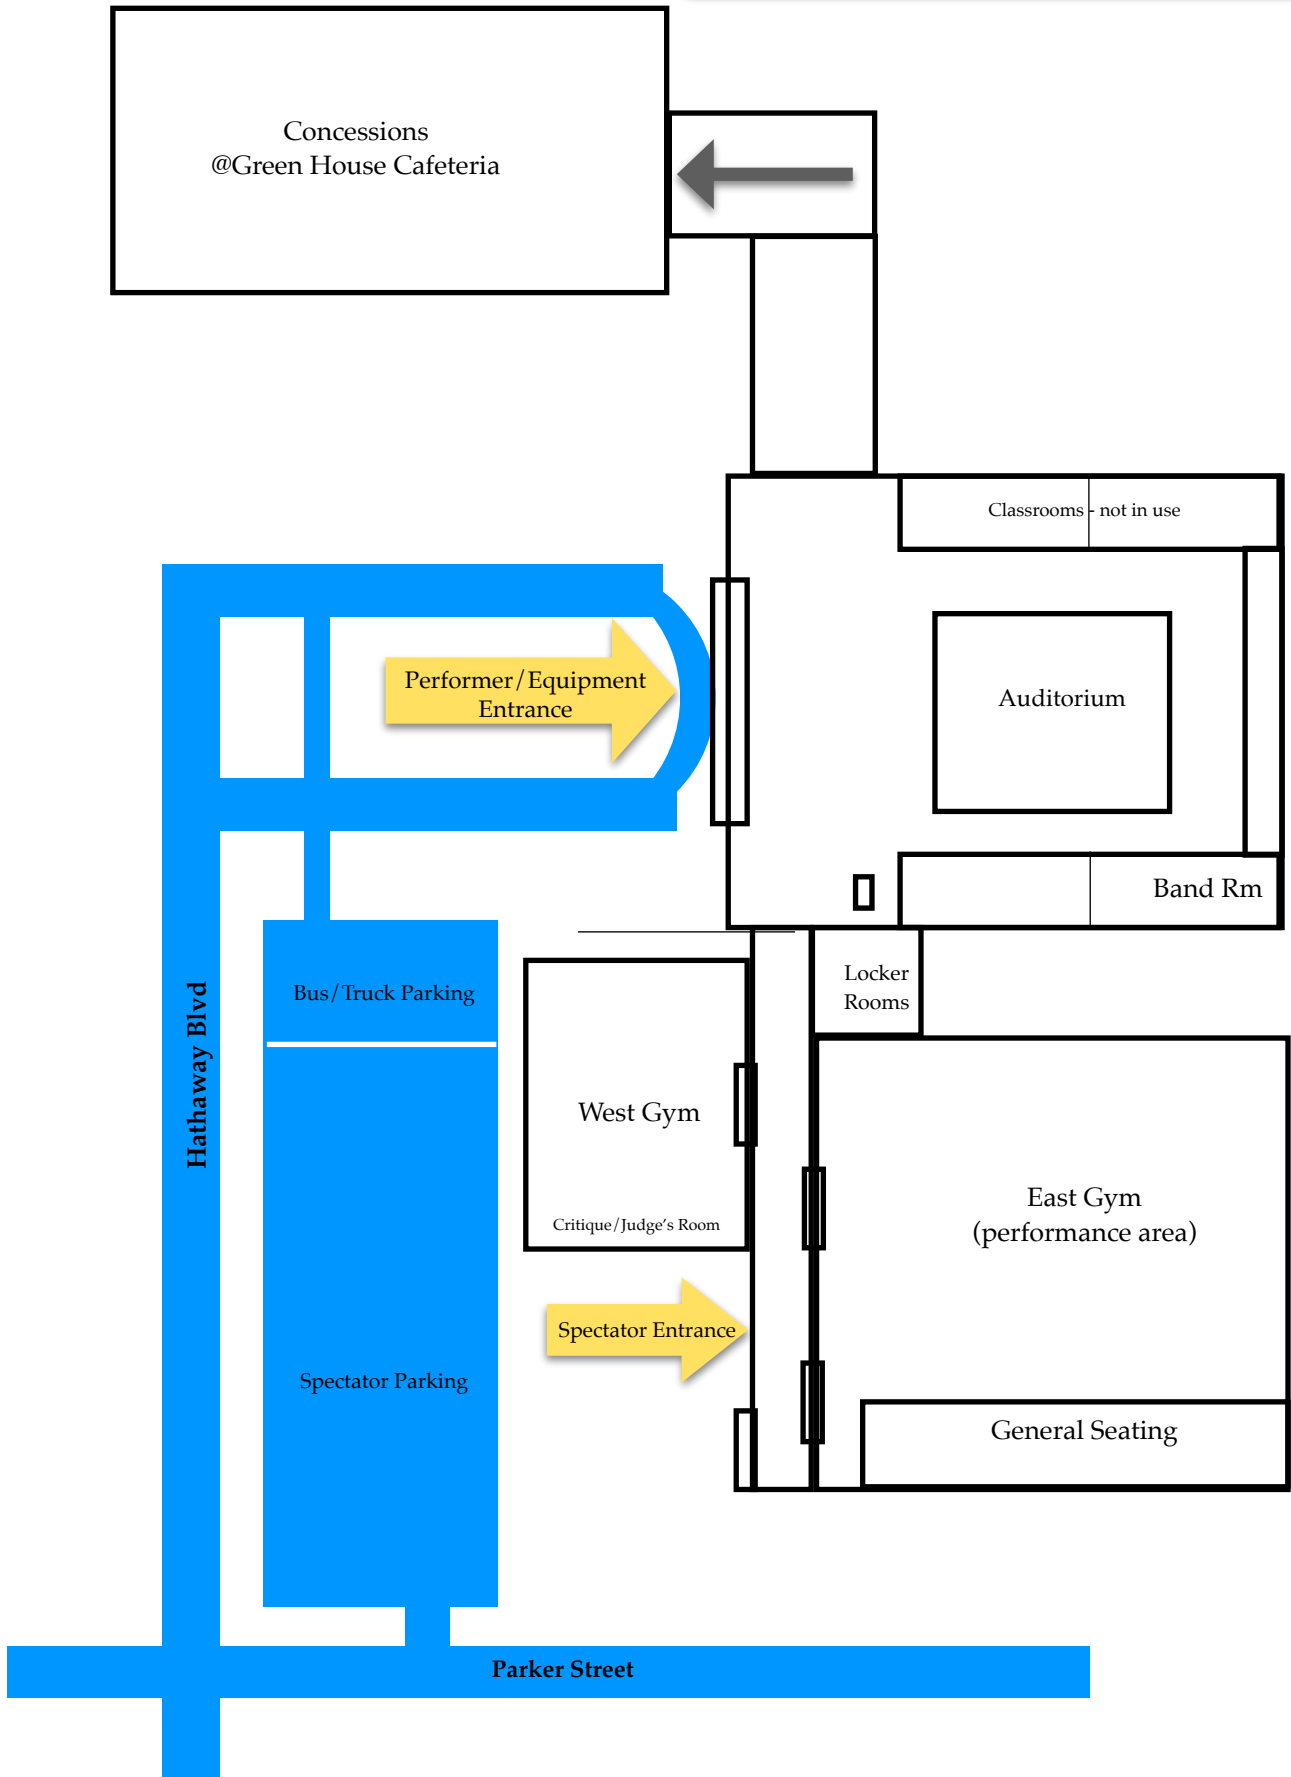 Concessions
@Green House Cafeteria
Classrooms - not in use
Performer/Equipment
Entrance
Auditorium
Band Rm
Locker
Rooms
Bus/Truck Parking
Hathaway Blvd
West Gym
East Gym
(performance area)
Critique/Judge's Room
Spectator Entrance
Spectator Parking
General Seating
Parker Street